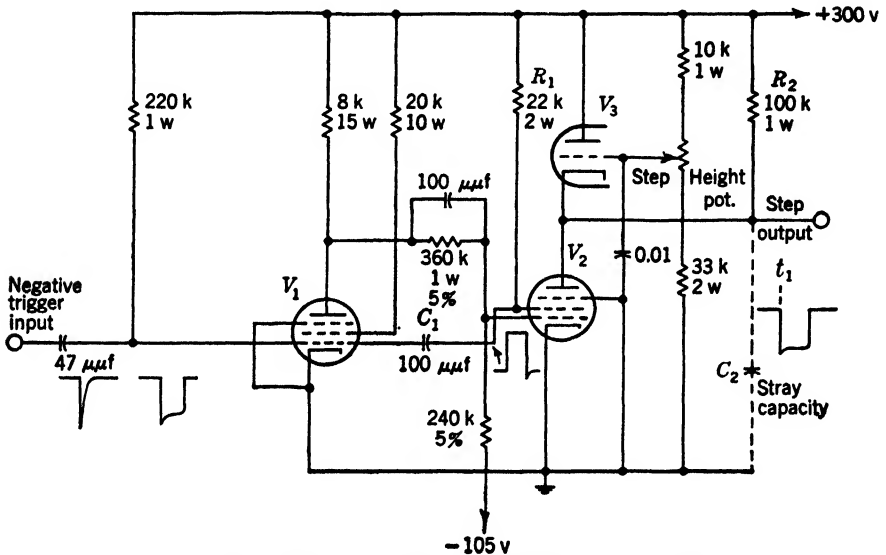 +300 v
220 k
1 w
8 k
15 w
20 k
10 w
R1
22 k
2 w
V3
10 k
1 w
R2
100 k
1 w
100 μμf
Step
Height
pot.
Step
output
360 k
1 w
5%
V1
V2
0.01
33 k
2 w
t1
Negative
trigger
input
C1
47 μμf
100 μμf
C2
Stray
capacity
240 k
5%
−105 v